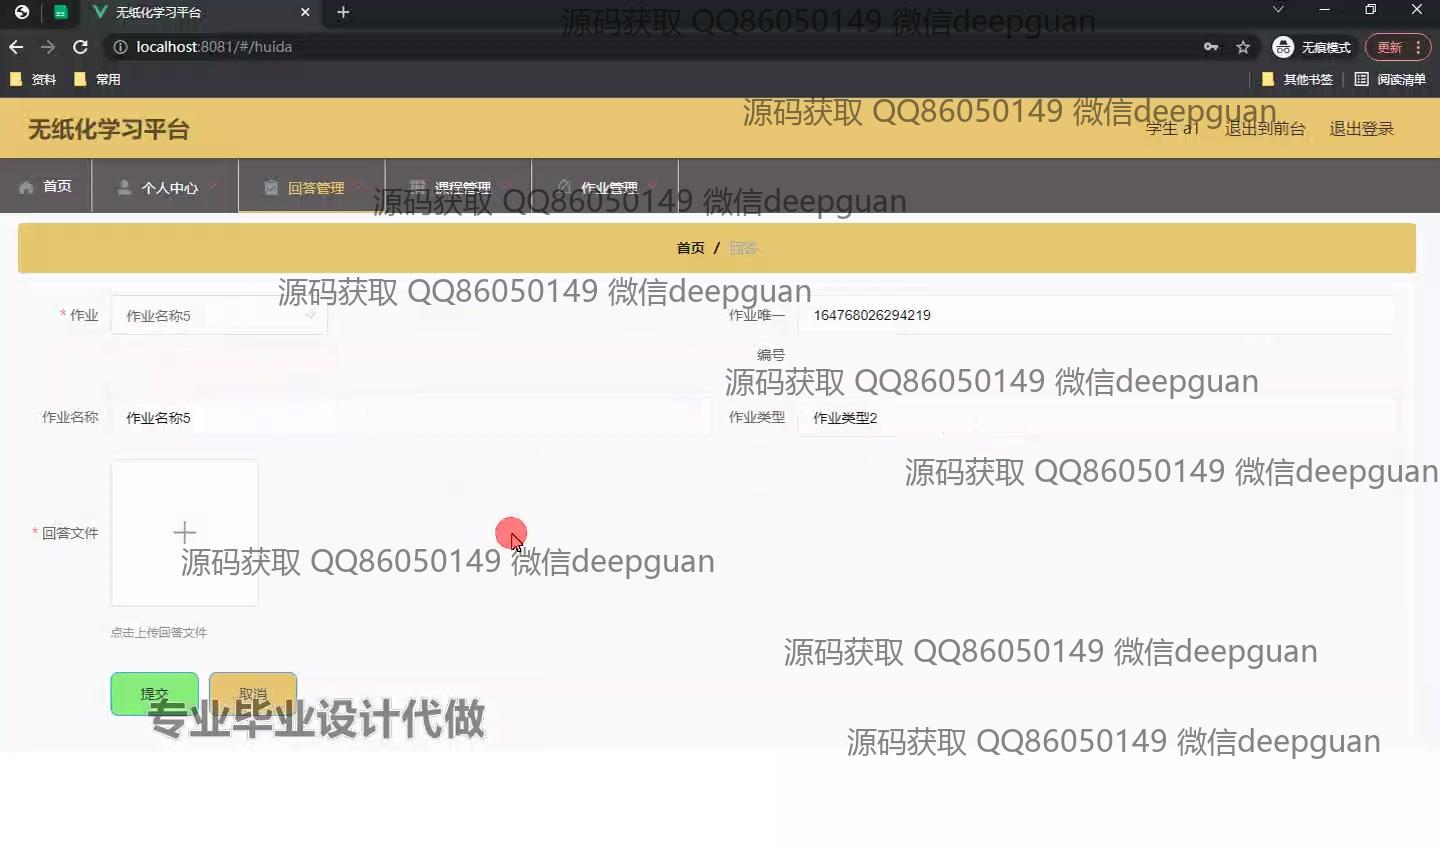 无纸化学习平台
源码获取 QQ86050149 微信deepguan
localhost:8081/#/huida
无痕模式
更新
资料
常用
其他书签
阅读清单
源码获取 QQ86050149 微信deepguan
无纸化学习平台
学生 a1
退出到前台
退出登录
首页
个人中心
回答管理
课程管理
作业管理
源码获取 QQ86050149 微信deepguan
首页 / 回答
源码获取 QQ86050149 微信deepguan
* 作业
作业名称5
作业唯一
编号
164768026294219
源码获取 QQ86050149 微信deepguan
作业名称
作业名称5
作业类型
作业类型2
源码获取 QQ86050149 微信deepguan
* 回答文件
源码获取 QQ86050149 微信deepguan
点击上传回答文件
源码获取 QQ86050149 微信deepguan
提交
取消
专业毕业设计代做
源码获取 QQ86050149 微信deepguan